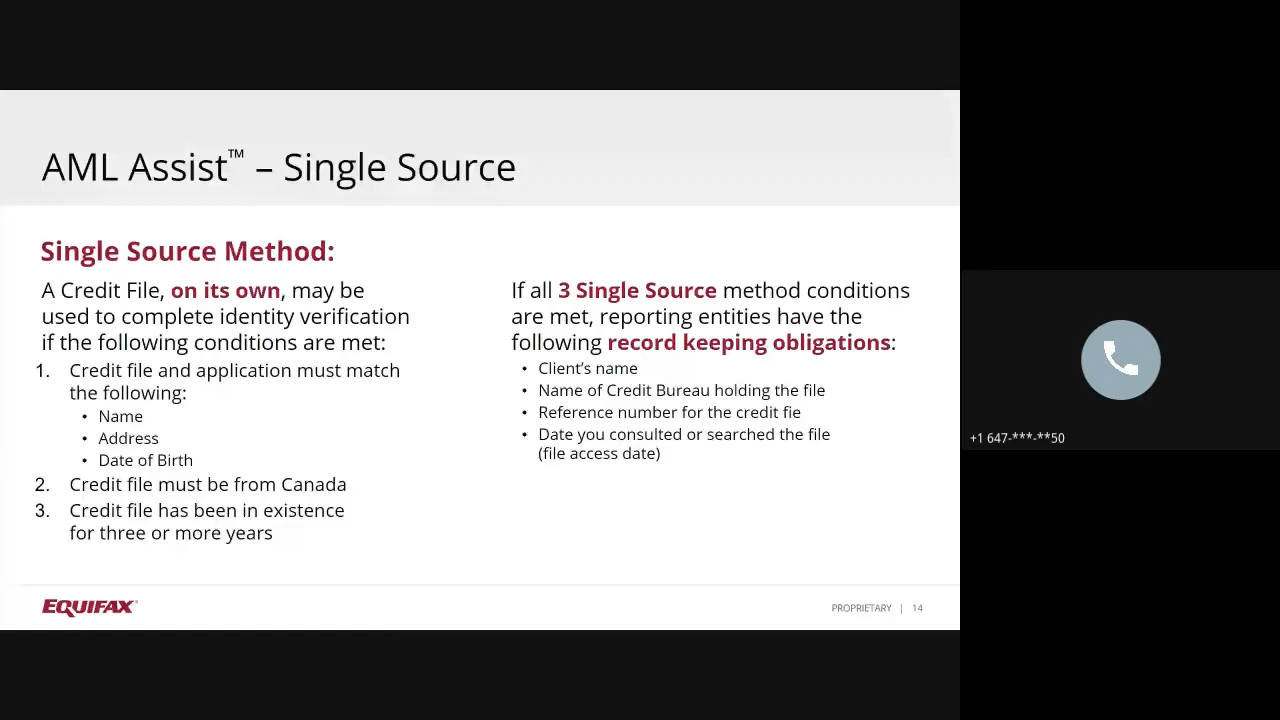 AML Assist™ – Single Source
Single Source Method:
A Credit File, on its own, may be
used to complete identity verification
if the following conditions are met:
1. Credit file and application must match
the following:
• Name
• Address
• Date of Birth
2. Credit file must be from Canada
3. Credit file has been in existence
for three or more years
If all 3 Single Source method conditions
are met, reporting entities have the
following record keeping obligations:
• Client’s name
• Name of Credit Bureau holding the file
• Reference number for the credit fie
• Date you consulted or searched the file
(file access date)
EQUIFAX
PROPRIETARY | 14
+1 647-***-**50